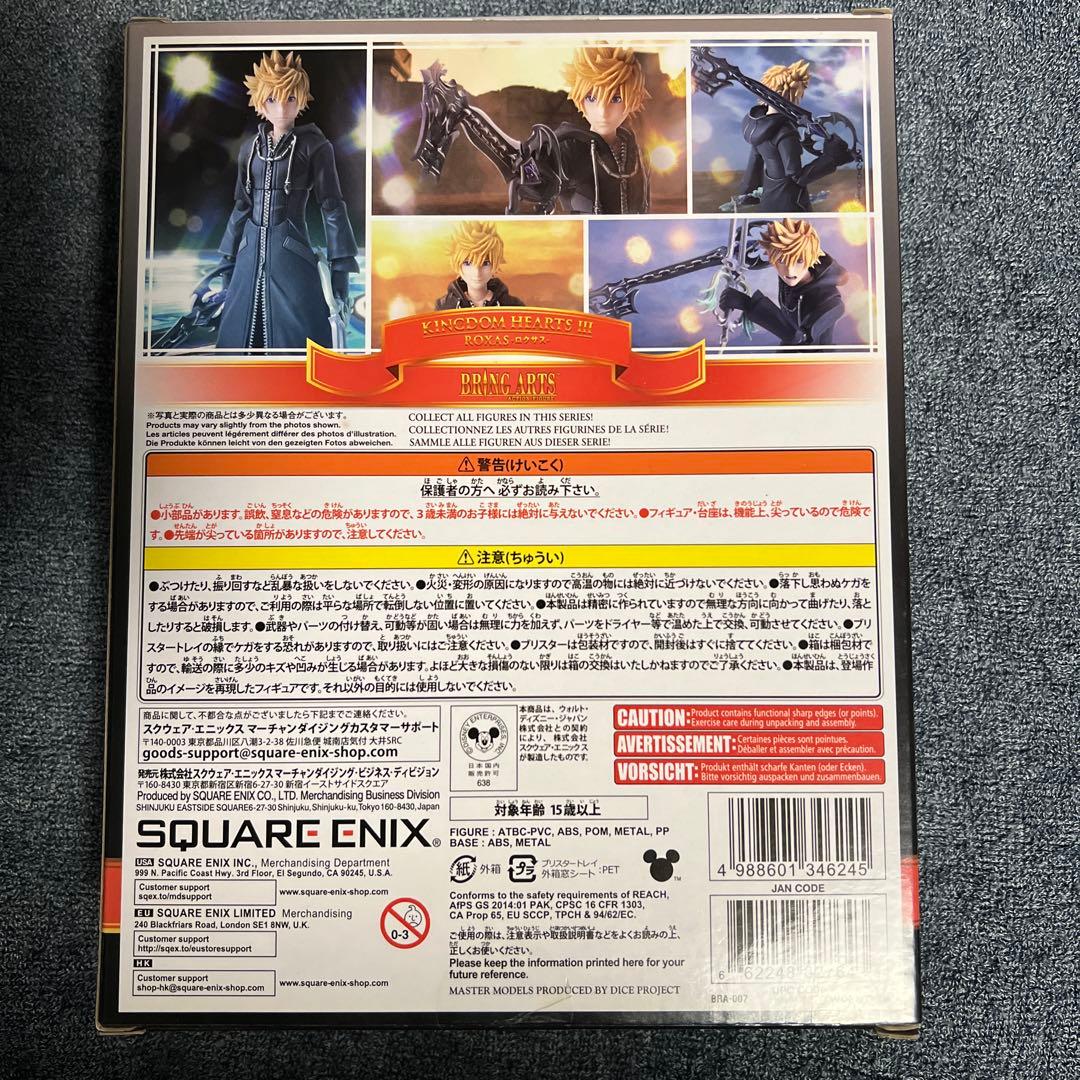 KINGDOM HEARTS III
ROXAS -ロクサス-
BRING ARTS™
ACTION FIGURE
※写真と実際の商品とは多少異なる場合がございます。
Products may vary slightly from the photos shown.
Les articles peuvent légèrement différer des photos d'illustration.
Die Produkte können leicht von den gezeigten Fotos abweichen.
COLLECT ALL FIGURES IN THIS SERIES!
COLLECTIONNEZ LES AUTRES FIGURINES DE LA SÉRIE!
SAMMLE ALLE FIGUREN AUS DIESER SERIE!
⚠警告(けいこく)
保護者の方へ 必ずお読み下さい。
●小部品があります。誤飲、窒息などの危険がありますので、3歳未満のお子様には絶対に与えないでください。●フィギュア・台座は、機能上、尖っているので危険で
す。●先端が尖っている箇所がありますので、注意してください。
⚠注意(ちゅうい)
●ぶつけたり、振り回すなど乱暴な扱いをしないでください。●火災・変形の原因になりますので高温の物には絶対に近づけないでください。●落下し思わぬケガを
する場合がありますので、ご利用の際は平らな場所で転倒しない位置に置いてください。●本製品は精密に作られていますので無理な方向に向かって曲げたり、落と
したりすると破損します。●武器やパーツの付け替え、可動等が固い場合は無理に力を加えず、パーツをドライヤー等で温めた上で交換、可動させてください。●ブリ
スタートレイの縁でケガをする恐れがありますので、取り扱いにはご注意ください。●ブリスターは包装材ですので、開封後はすぐに捨ててください。●箱は梱包材で
すので、輸送の際に多少のキズや凹みが生じる場合があります。よほど大きな損傷のない限りは箱の交換はいたしかねますのでご了承ください。●本製品は、登場作
品のイメージを再現したフィギュアです。それ以外の目的には使用しないでください。
商品に関して、不都合な点がございましたら下記までご連絡ください。
スクウェア・エニックス マーチャンダイジングカスタマーサポート
〒140-0003 東京都品川区八潮3-2-38 佐川急便 城南店気付 大井SRC
goods-support@square-enix-shop.com
発売元 株式会社スクウェア・エニックス マーチャンダイジング・ビジネス・ディビジョン
〒160-8430 東京都新宿区新宿6-27-30 新宿イーストサイドスクエア
Produced by SQUARE ENIX CO., LTD. Merchandising Business Division
SHINJUKU EASTSIDE SQUARE6-27-30 Shinjuku, Shinjuku-ku, Tokyo 160-8430, Japan
SQUARE ENIX®
USA SQUARE ENIX INC., Merchandising Department
999 N. Pacific Coast Hwy. 3rd Floor, El Segundo, CA 90245, U.S.A.
Customer support
sqex.to/mdsupport
www.square-enix-shop.com
EU SQUARE ENIX LIMITED Merchandising
240 Blackfriars Road, London SE1 8NW, U.K.
Customer support
http://sqex.to/eustoresupport
HK
Customer support
shop-hk@square-enix-shop.com
www.square-enix-shop.com
0-3
©DISNEY ENTERPRISES, INC
日本国内
販売許可
638
本商品は、ウォルト・
ディズニー・ジャパン
株式会社との契約
により、株式会社
スクウェア・エニックス
が製造したものです。
CAUTION
●Product contains functional sharp edges (or points).
●Exercise care during unpacking and assembly.
AVERTISSEMENT
●Certaines pièces sont pointues.
●Déballer et assembler avec précaution.
VORSICHT
●Produkt enthält scharfe Kanten (oder Ecken).
●Bitte vorsichtig auspacken und zusammenbauen.
対象年齢 15歳以上
FIGURE : ATBC-PVC, ABS, POM, METAL, PP
BASE : ABS, METAL
紙 外箱
プラ ブリスタートレイ
外箱窓シート :PET
™
Conforms to the safety requirements of REACH,
AfPS GS 2014:01 PAK, CPSC 16 CFR 1303,
CA Prop 65, EU SCCP, TPCH & 94/62/EC.
ご使用の際は、注意表示や取扱説明書などをよくお読みの上、
正しくお使いください。
Please keep the information printed here for your
future reference.
MASTER MODELS PRODUCED BY DICE PROJECT
4 988601 346245
JAN CODE
6 62248
UPC CODE
BRA-007